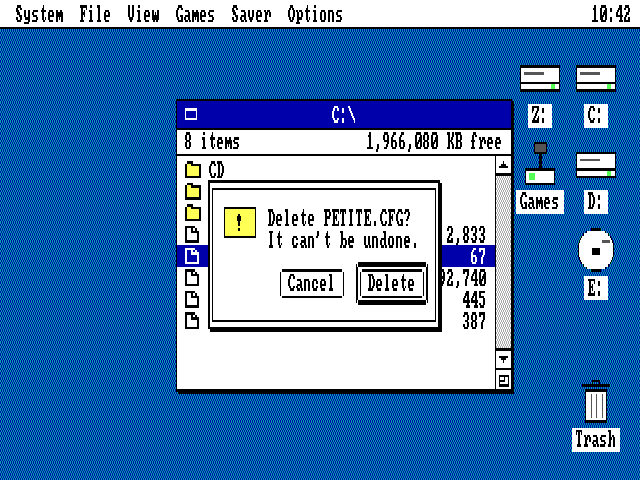 System File View Games Saver Options 10:42
C:\
8 items 1,966,080 KB free
CD
!
Delete PETITE.CFG?
It can't be undone.
Cancel Delete
2,833
67
92,740
445
387
Z: C:
Games D:
E:
Trash